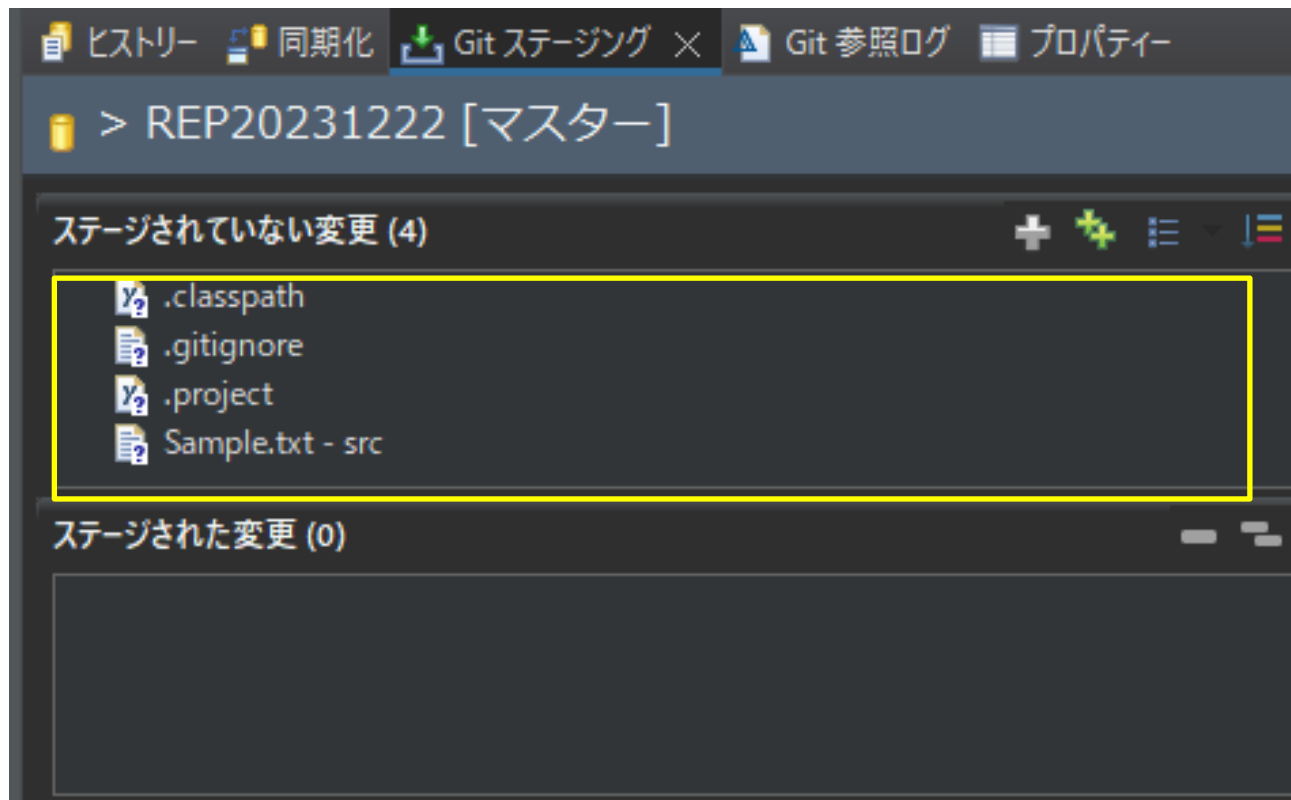 ヒストリー 同期化 Git ステージング Git 参照ログ プロパティー
> REP20231222 [マスター]
ステージされていない変更 (4)
.classpath
.gitignore
.project
Sample.txt - src
ステージされた変更 (0)